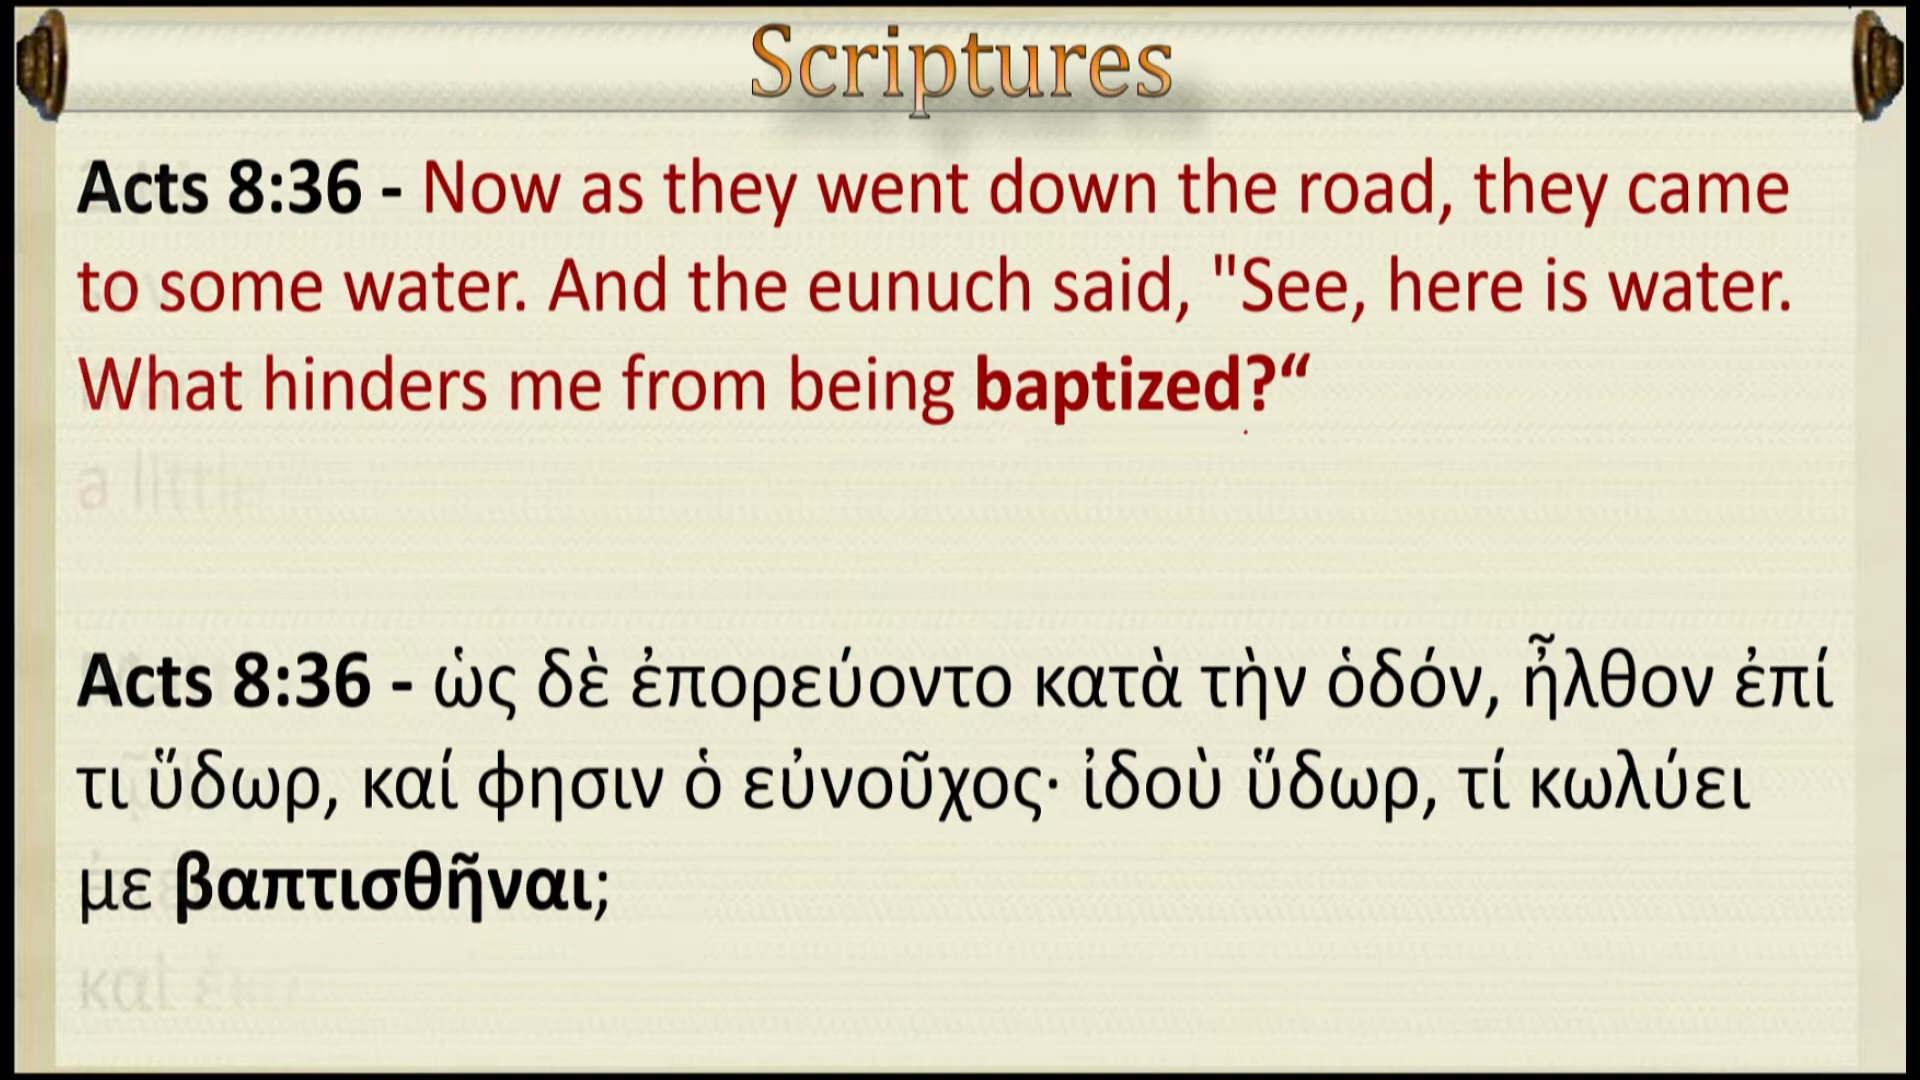 Scriptures
Acts 8:36 - Now as they went down the road, they came
to some water. And the eunuch said, "See, here is water.
What hinders me from being baptized?“
a little
Acts 8:36 - ὡς δὲ ἐπορεύοντο κατὰ τὴν ὁδόν, ἦλθον ἐπί
τι ὕδωρ, καί φησιν ὁ εὐνοῦχος· ἰδοὺ ὕδωρ, τί κωλύει
με βαπτισθῆναι;
καὶ